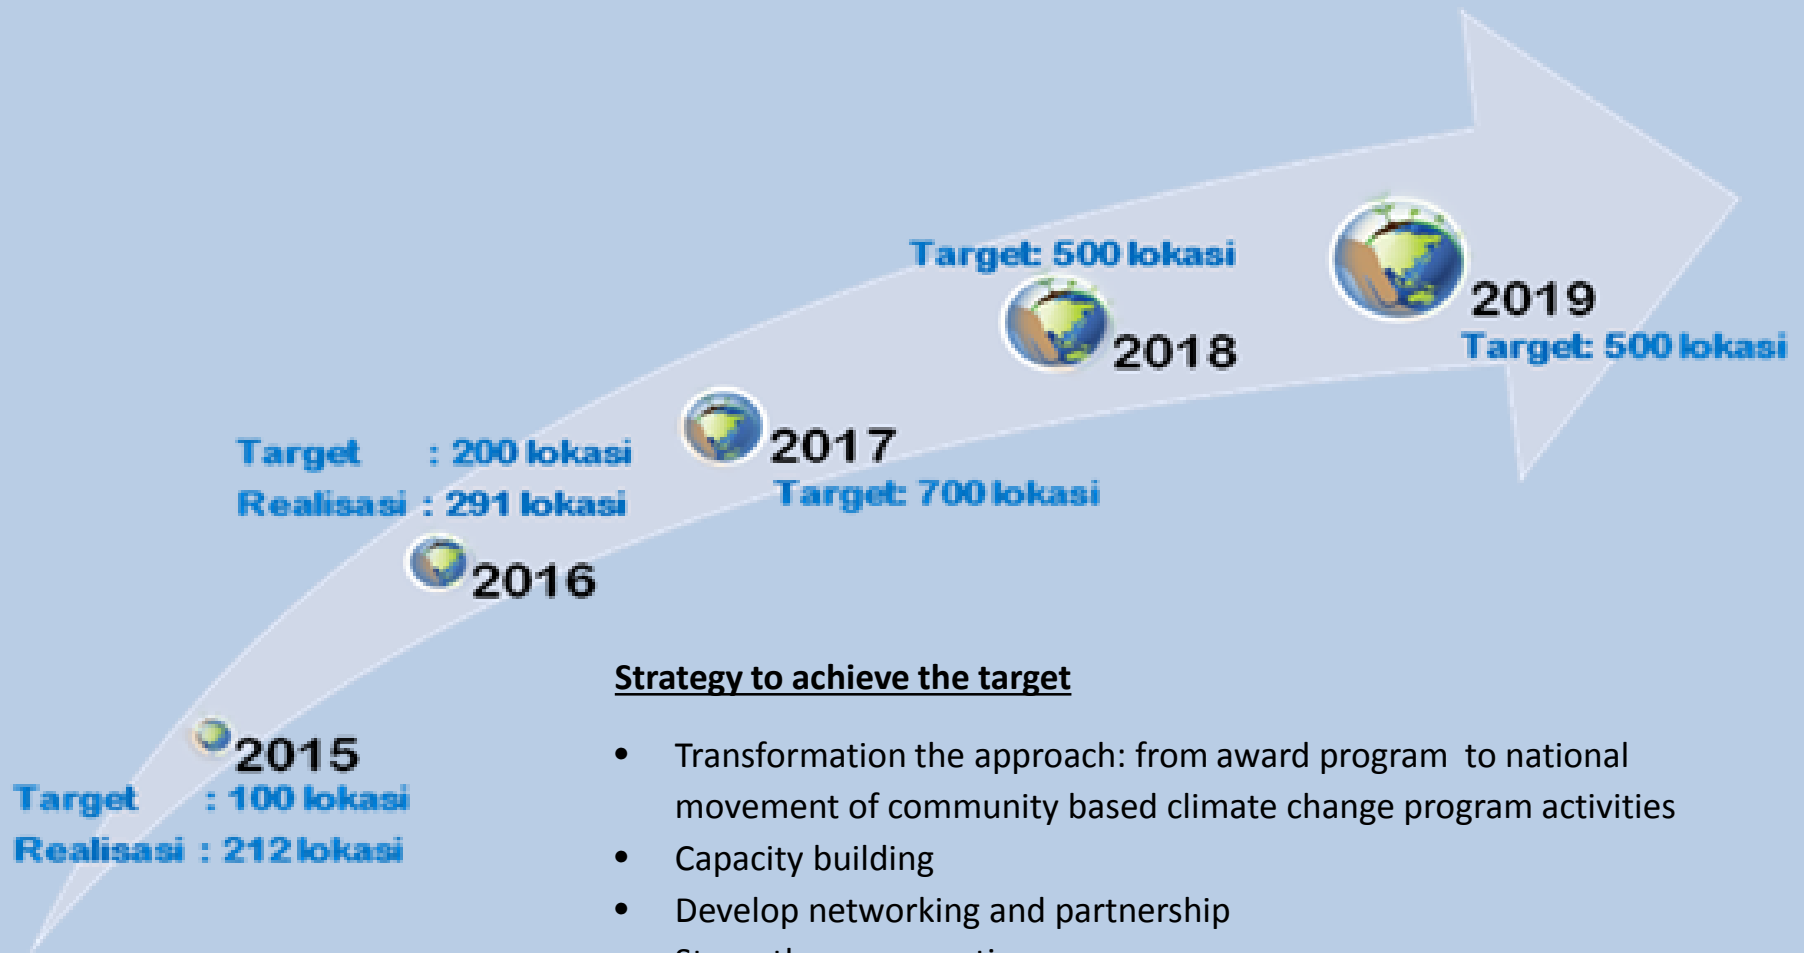 Target: 500 lokasi
2019
Target: 500 lokasi
2018
Target : 200 lokasi
Realisasi : 291 lokasi
2017
Target: 700 lokasi
2016
Strategy to achieve the target
2015
Target : 100 lokasi
Realisasi : 212 lokasi
• Transformation the approach: from award program to national
movement of community based climate change program activities
• Capacity building
• Develop networking and partnership